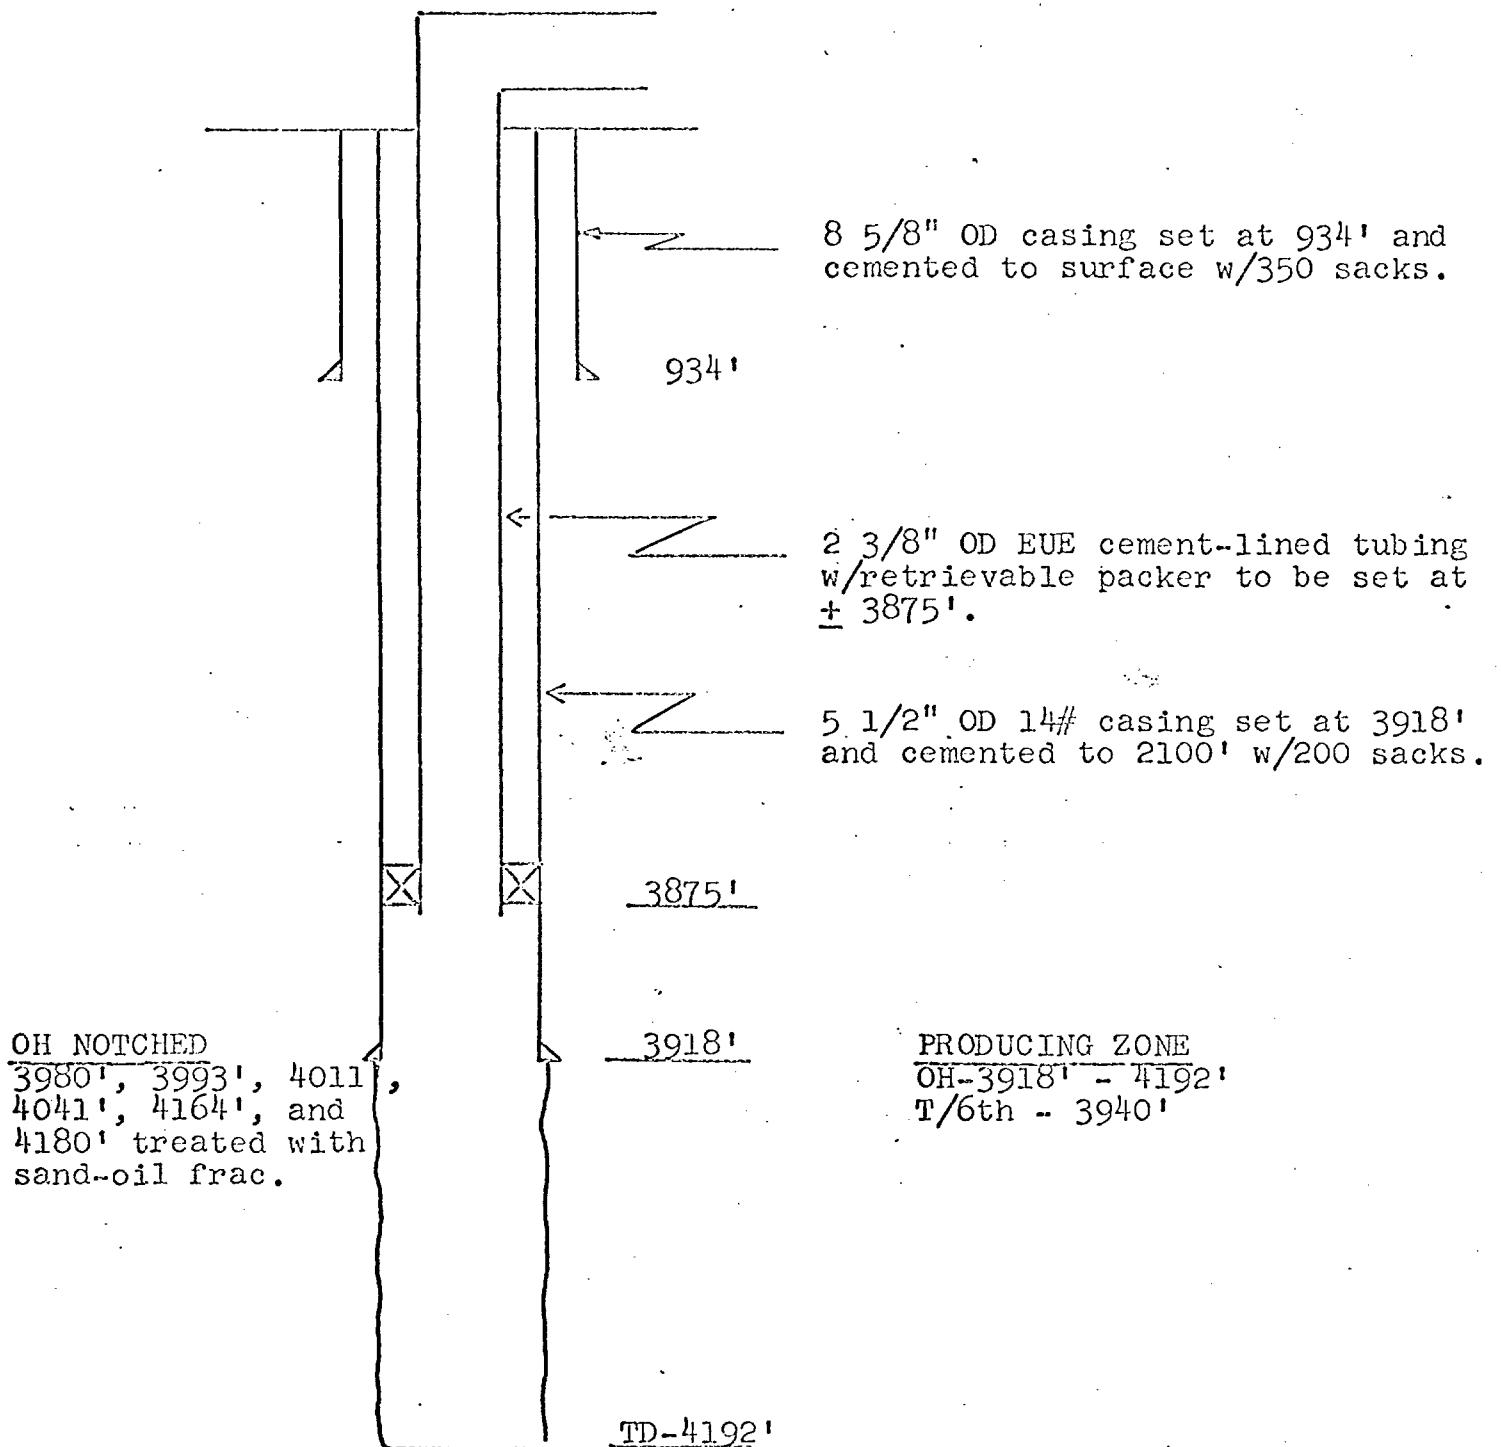 8 5/8" OD casing set at 934' and
cemented to surface w/350 sacks.
934'
2 3/8" OD EUE cement-lined tubing
w/retrievable packer to be set at
± 3875'.
5 1/2" OD 14# casing set at 3918'
and cemented to 2100' w/200 sacks.
3875'
3918'
OH NOTCHED
3980', 3993', 4011',
4041', 4164', and
4180' treated with
sand-oil frac.
PRODUCING ZONE
OH-3918' - 4192'
T/6th - 3940'
TD-4192'